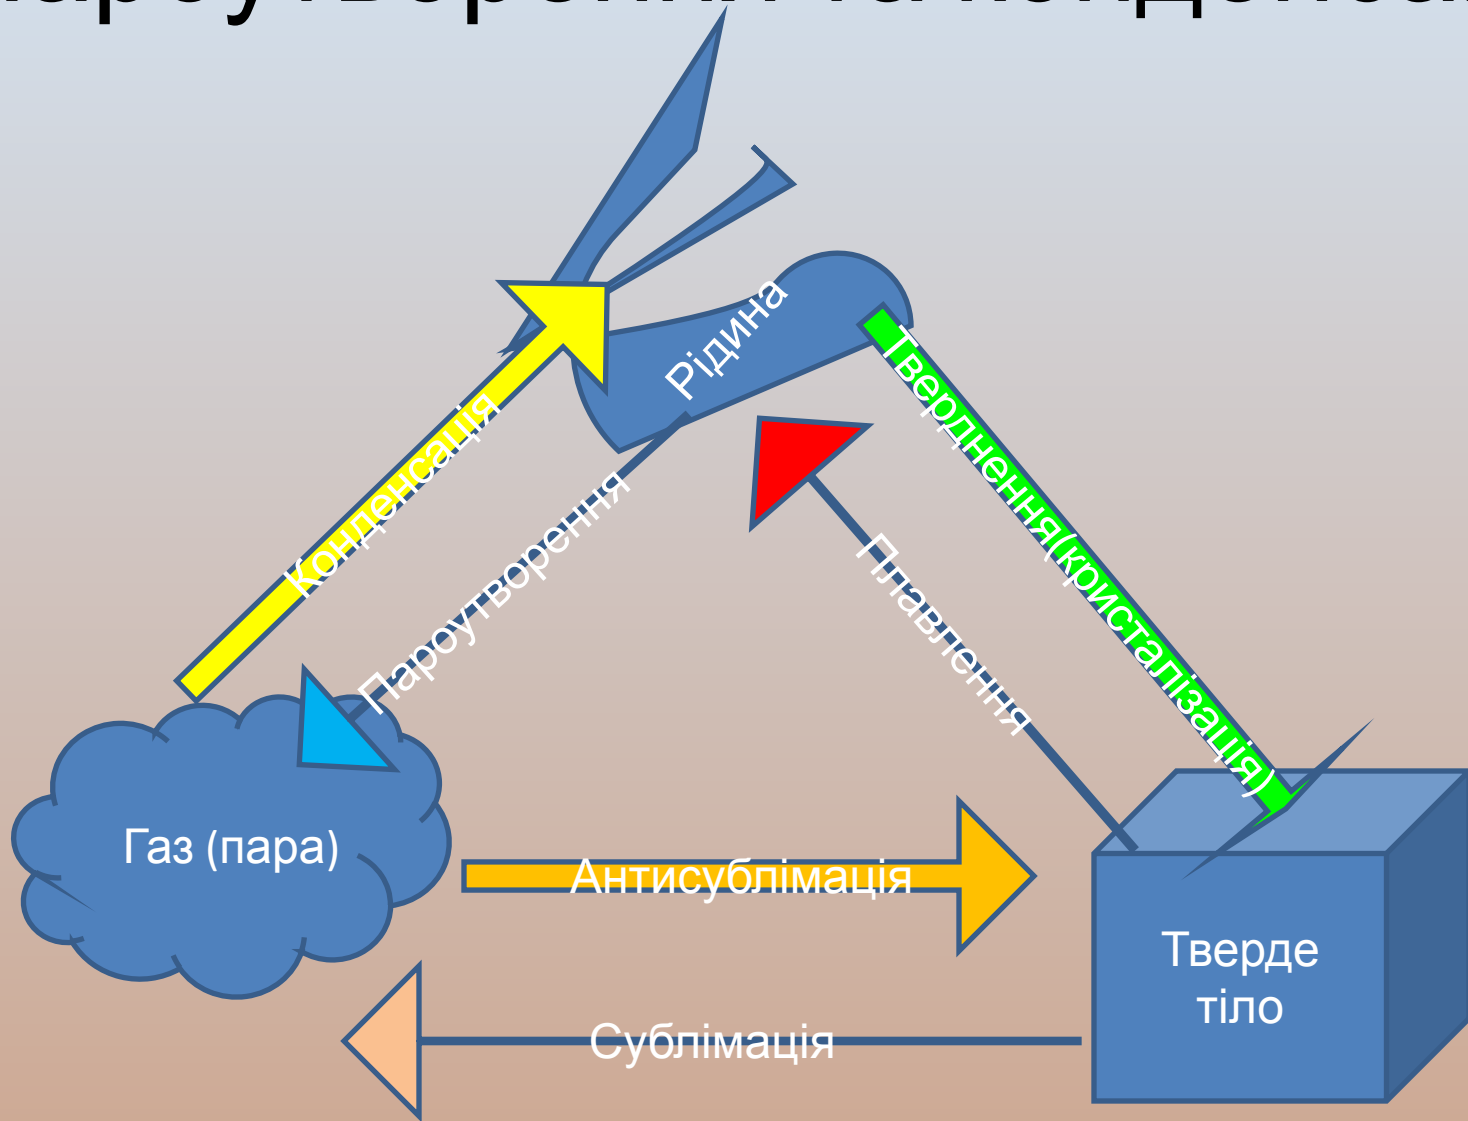 Рідина
Конденсація
Пароутворення
Плавлення
Тверднення(кристалізація)
Газ (пара)
Антисублімація
Тверде
тіло
Сублімація